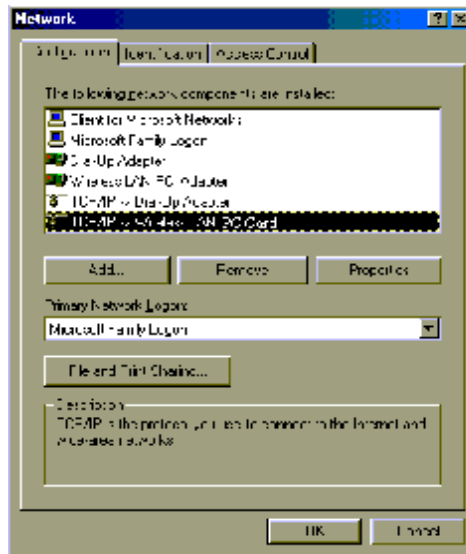 Network
Configuration Identification Access Control
The following network components are installed:
Client for Microsoft Networks
Microsoft Family Logon
Dial-Up Adapter
Wireless LAN PC Adapter
TCP/IP -> Dial-Up Adapter
TCP/IP -> Wireless LAN PC Card
Add... Remove Properties
Primary Network Logon:
Microsoft Family Logon
File and Print Sharing...
Description
TCP/IP is the protocol you use to connect to the Internet and
wide-area networks
OK Cancel